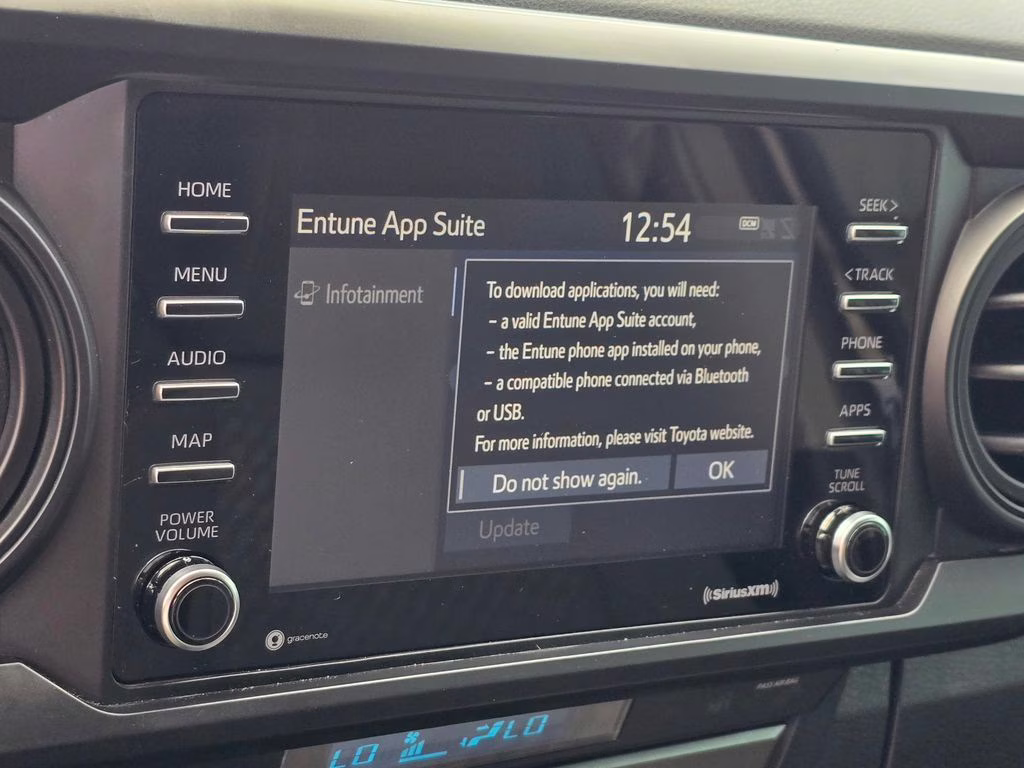 HOME
MENU
AUDIO
MAP
POWER
VOLUME
Entune App Suite 12:54 DCM
Infotainment
To download applications, you will need:
– a valid Entune App Suite account,
– the Entune phone app installed on your phone,
– a compatible phone connected via Bluetooth
or USB.
For more information, please visit Toyota website.
Do not show again. OK
Update
SEEK >
< TRACK
PHONE
APPS
TUNE
SCROLL
gracenote
((SiriusXM))
PASS AIR BAG
LO LO